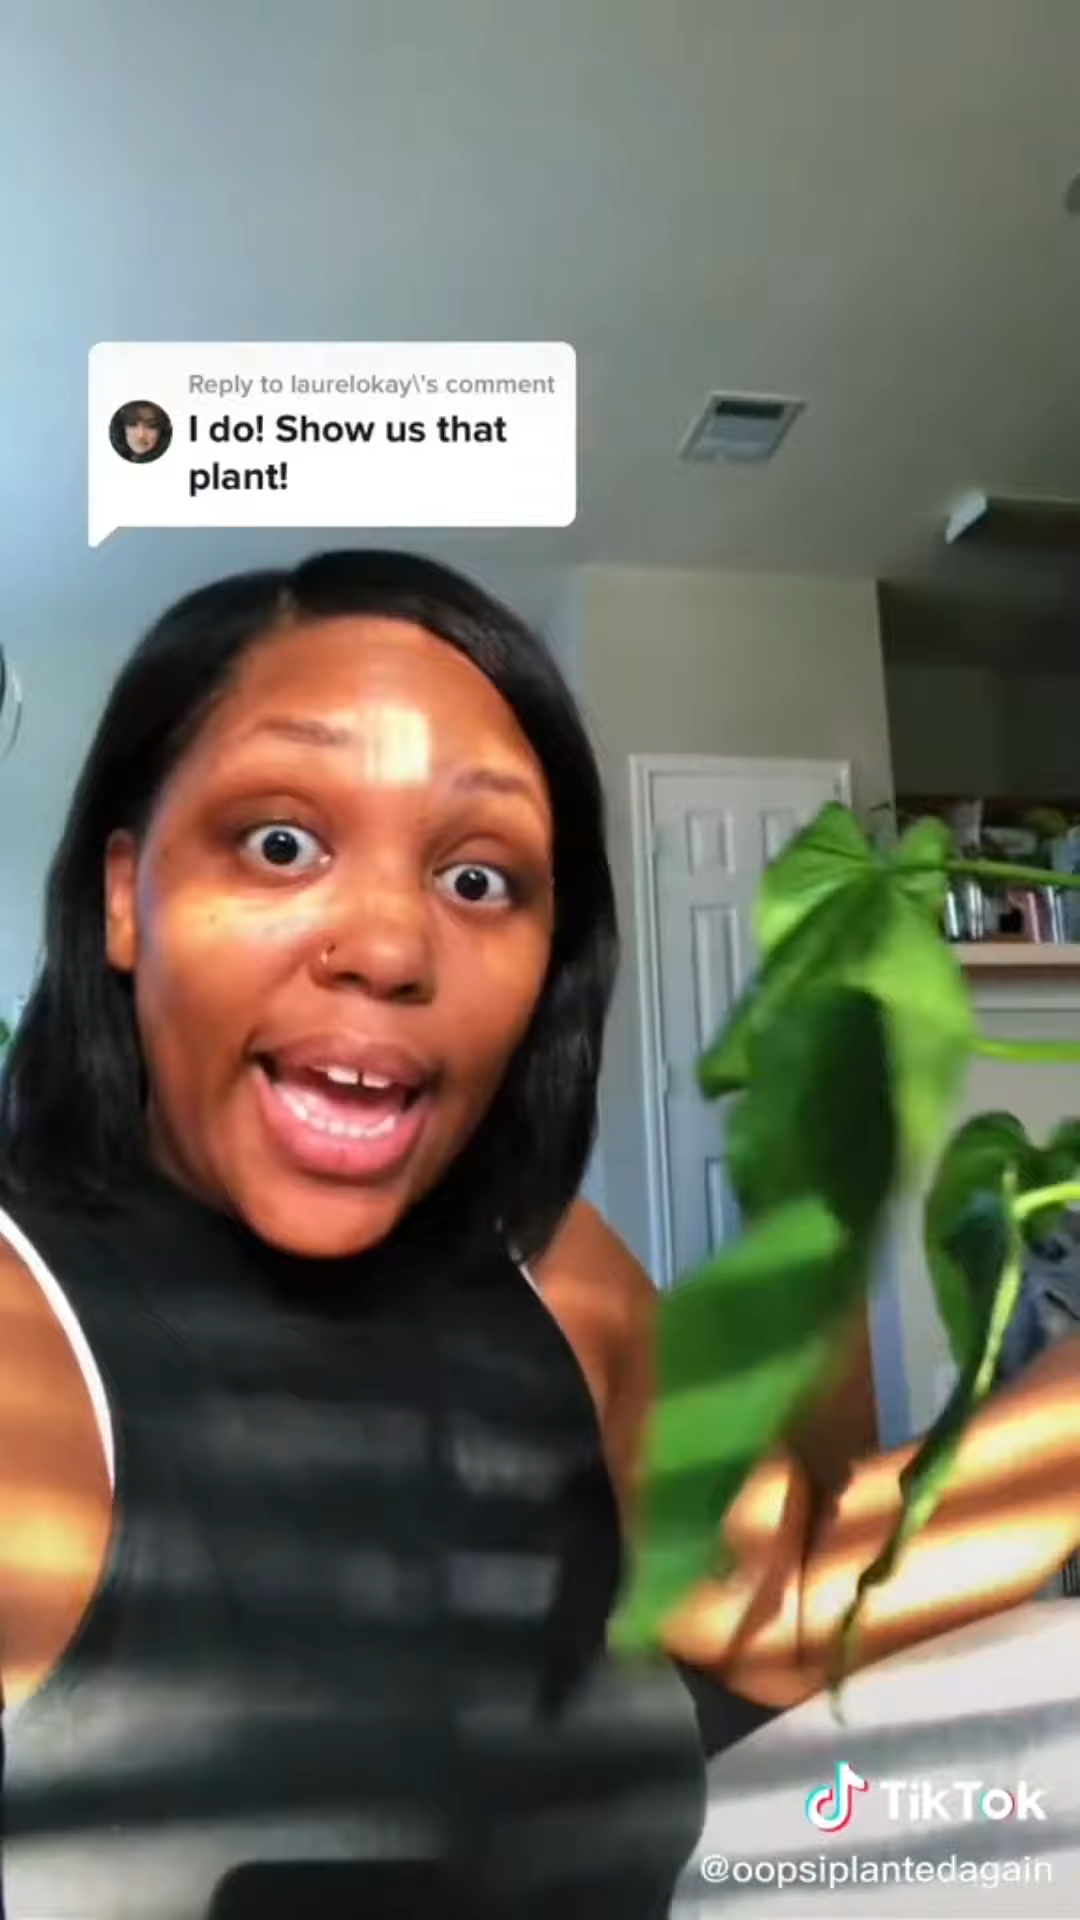 Reply to laurelokay\'s comment
I do! Show us that
plant!
TikTok
@oopsiplantedagain